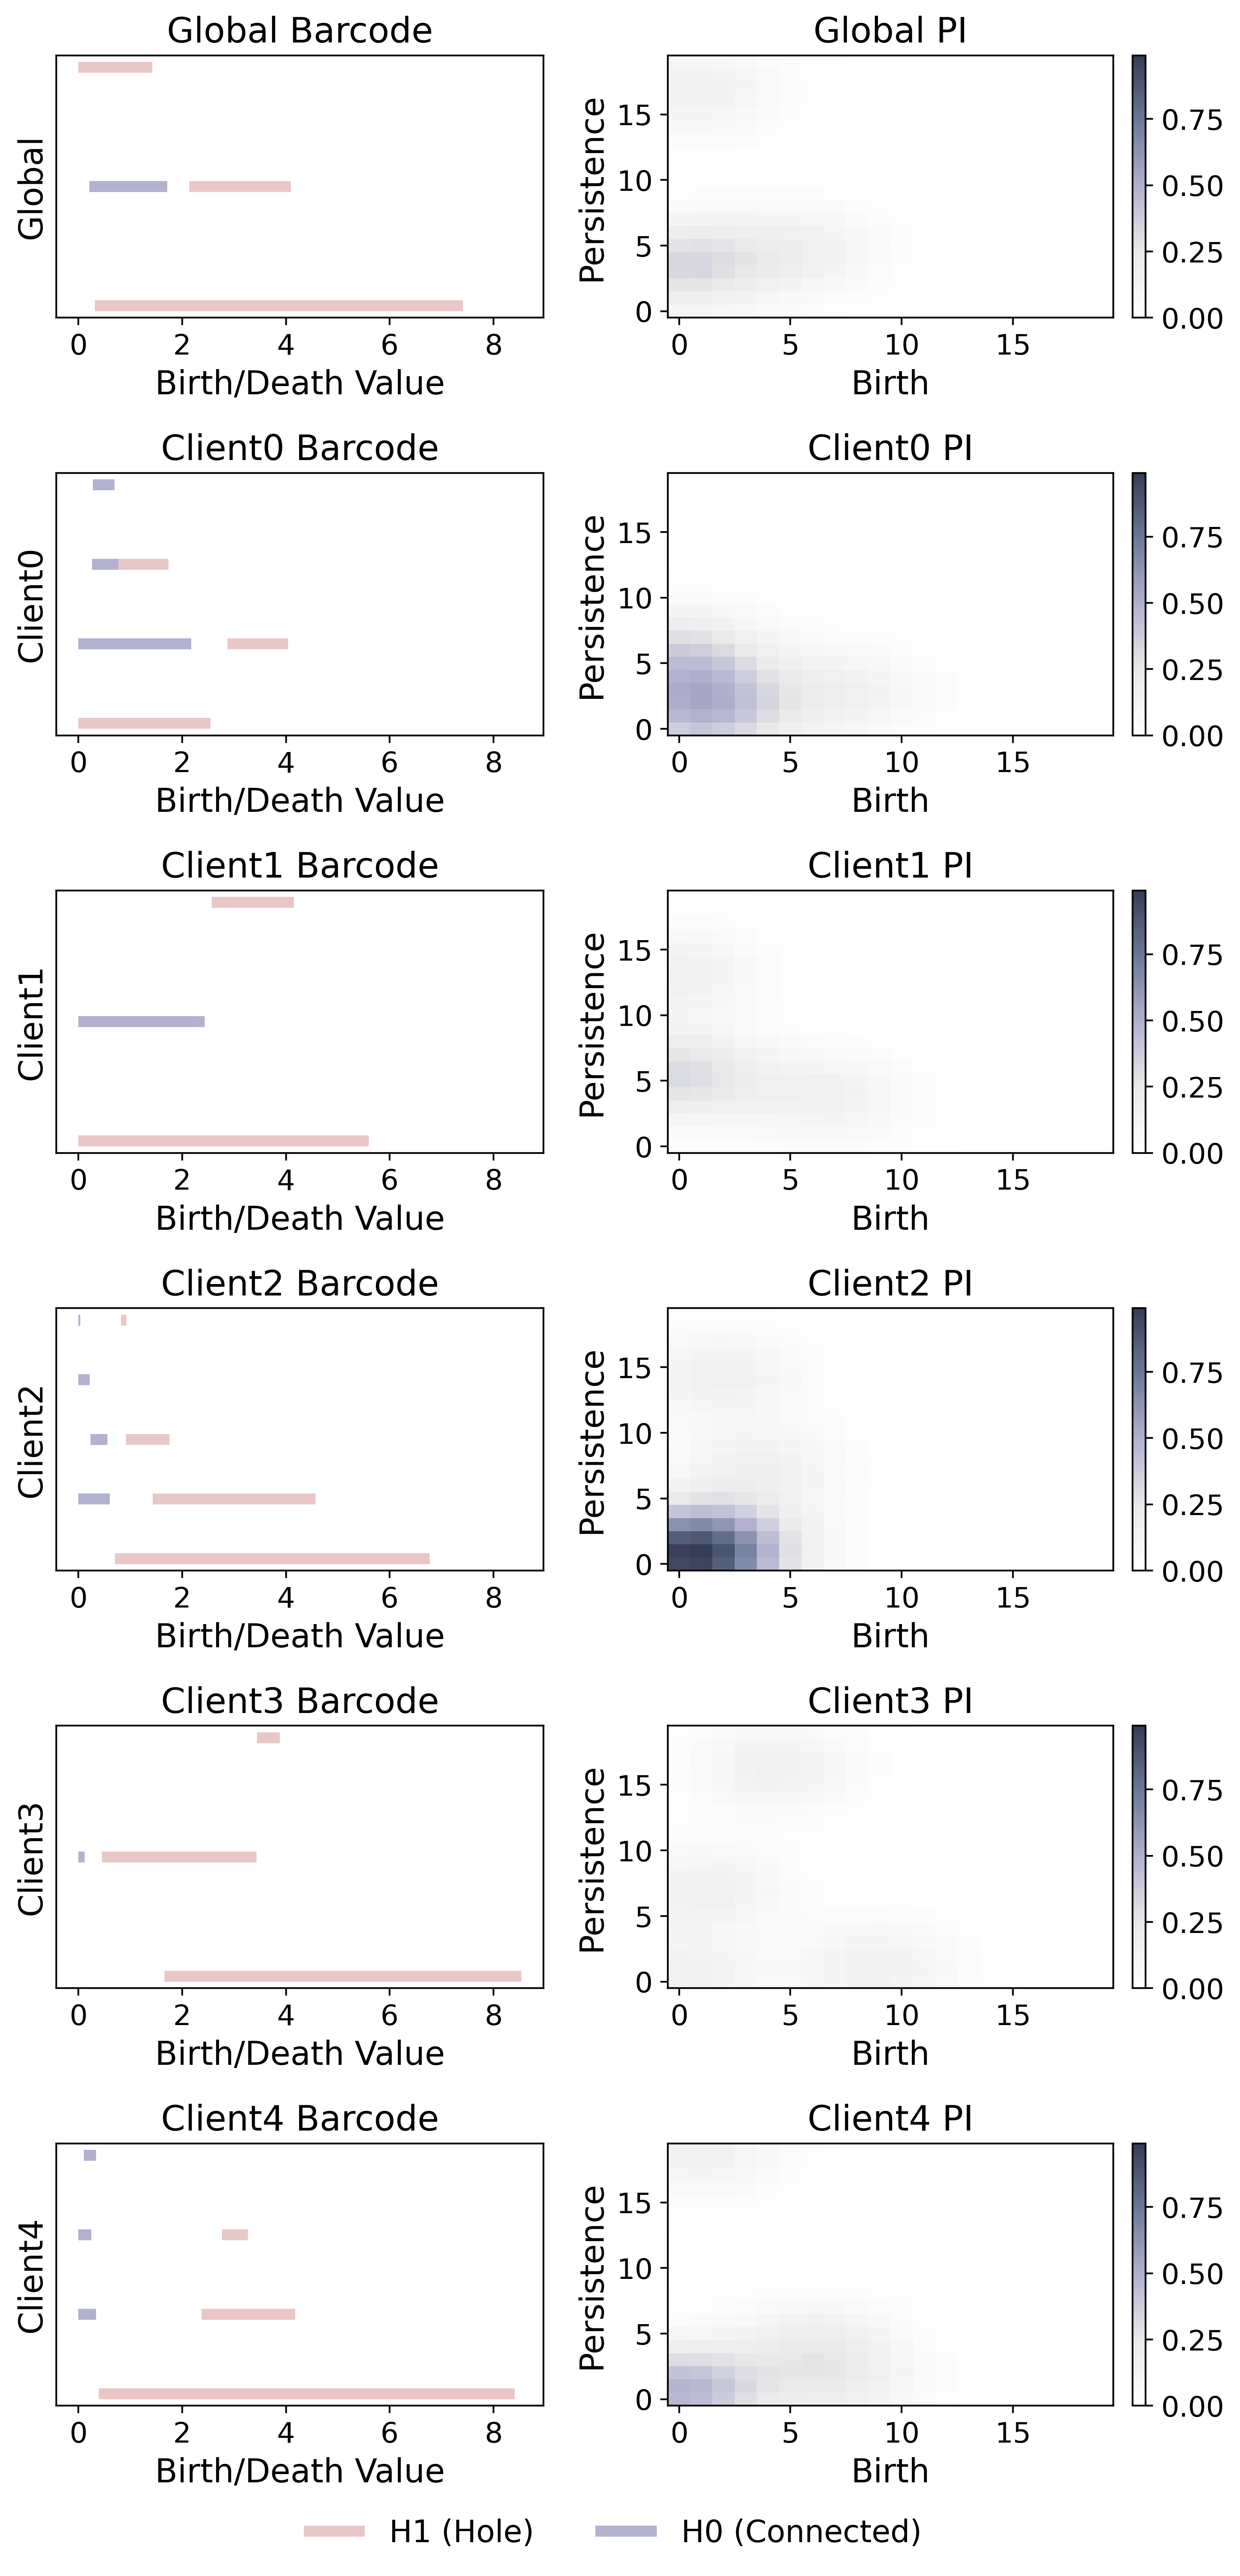 Global Barcode
Global PI
Global
0 2 4 6 8
Birth/Death Value
Persistence
15
10
5
0
0 5 10 15
Birth
0.75
0.50
0.25
0.00
Client0 Barcode
Client0 PI
Client0
0 2 4 6 8
Birth/Death Value
Persistence
15
10
5
0
0 5 10 15
Birth
0.75
0.50
0.25
0.00
Client1 Barcode
Client1 PI
Client1
0 2 4 6 8
Birth/Death Value
Persistence
15
10
5
0
0 5 10 15
Birth
0.75
0.50
0.25
0.00
Client2 Barcode
Client2 PI
Client2
0 2 4 6 8
Birth/Death Value
Persistence
15
10
5
0
0 5 10 15
Birth
0.75
0.50
0.25
0.00
Client3 Barcode
Client3 PI
Client3
0 2 4 6 8
Birth/Death Value
Persistence
15
10
5
0
0 5 10 15
Birth
0.75
0.50
0.25
0.00
Client4 Barcode
Client4 PI
Client4
0 2 4 6 8
Birth/Death Value
Persistence
15
10
5
0
0 5 10 15
Birth
0.75
0.50
0.25
0.00
H1 (Hole)
H0 (Connected)